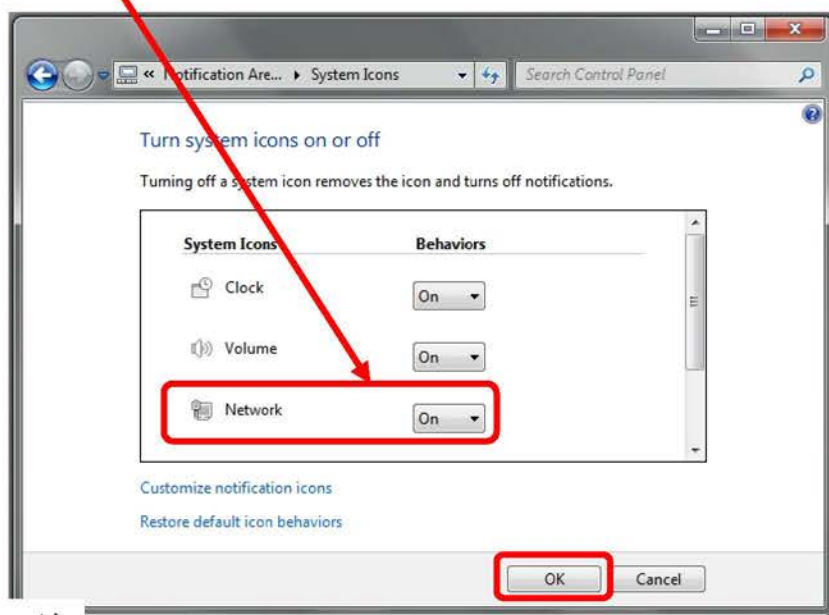 « Notification Are... ▸ System Icons Search Control Panel
Turn system icons on or off
Turning off a system icon removes the icon and turns off notifications.
System Icons Behaviors
Clock On
Volume On
Network On
Customize notification icons
Restore default icon behaviors
OK Cancel